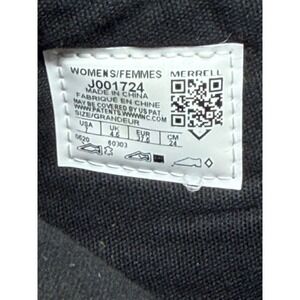 WOMENS/FEMMES MERRELL
J001724
MADE IN CHINA
FABRIQUE EN CHINE
MAY BE COVERED BY US PAT
WWW.PATENTS.WWWINC.COM
SIZE/GRANDEUR
USA UK EUR CM
7 4.5 37.5 24
0620 60303